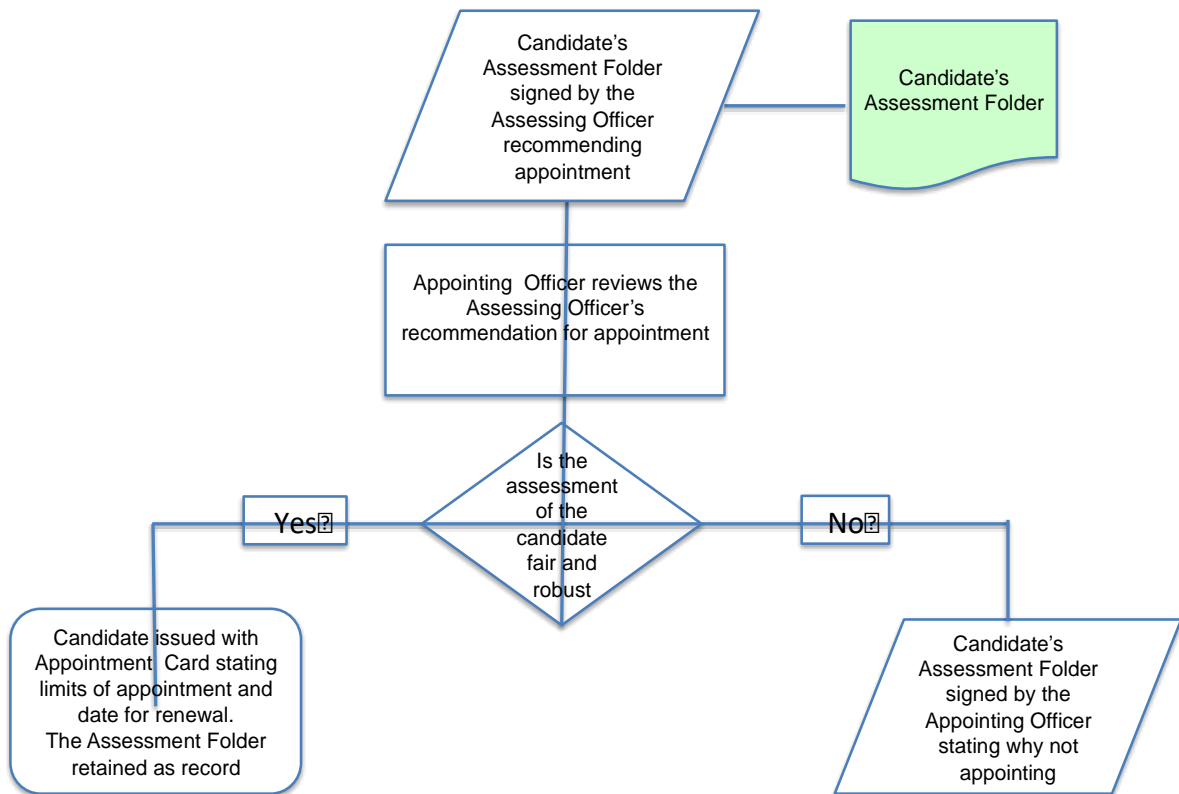 Candidate’s
Assessment Folder
signed by the
Assessing Officer
recommending
appointment
Candidate’s
Assessment Folder
Appointing Officer reviews the
Assessing Officer’s
recommendation for appointment
Is the
assessment
of the
candidate
fair and
robust
Yes
No
Candidate issued with
Appointment Card stating
limits of appointment and
date for renewal.
The Assessment Folder
retained as record
Candidate’s
Assessment Folder
signed by the
Appointing Officer
stating why not
appointing